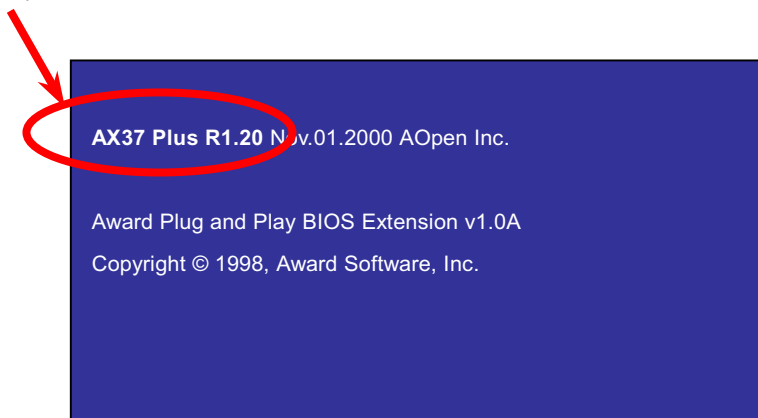 AX37 Plus R1.20 Nov.01.2000 AOpen Inc.
Award Plug and Play BIOS Extension v1.0A
Copyright © 1998, Award Software, Inc.